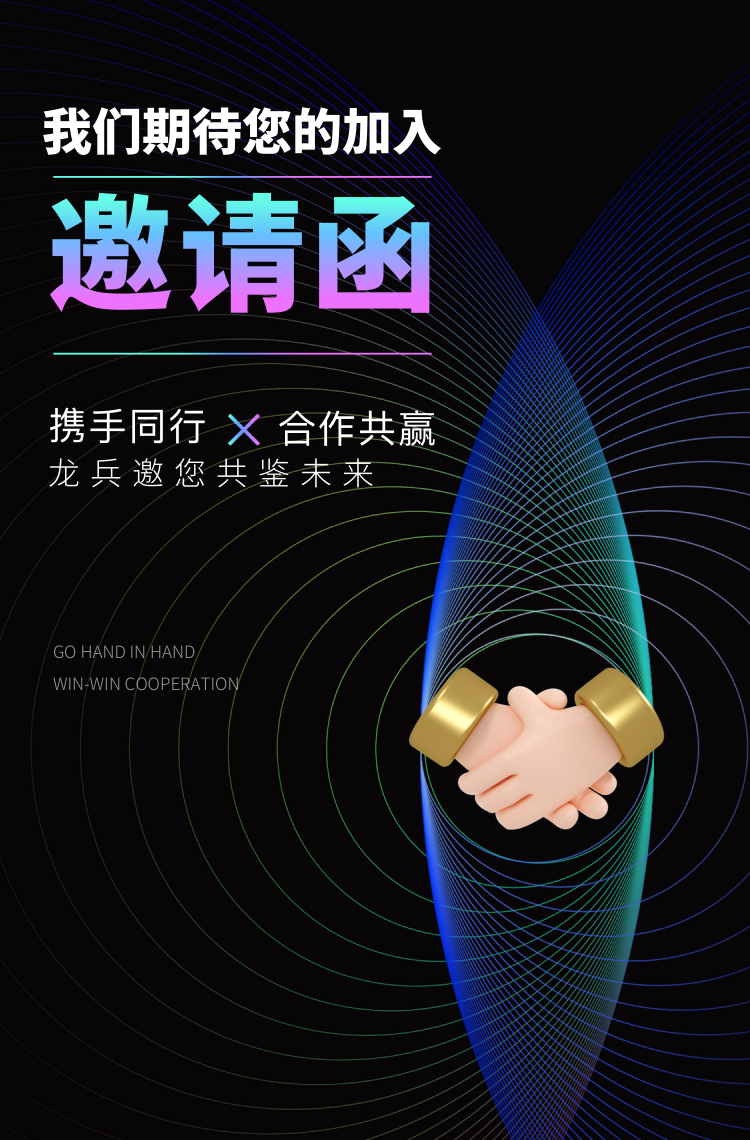 我们期待您的加入
邀请函
携手同行 X 合作共赢
龙兵邀您共鉴未来
GO HAND IN HAND
WIN-WIN COOPERATION